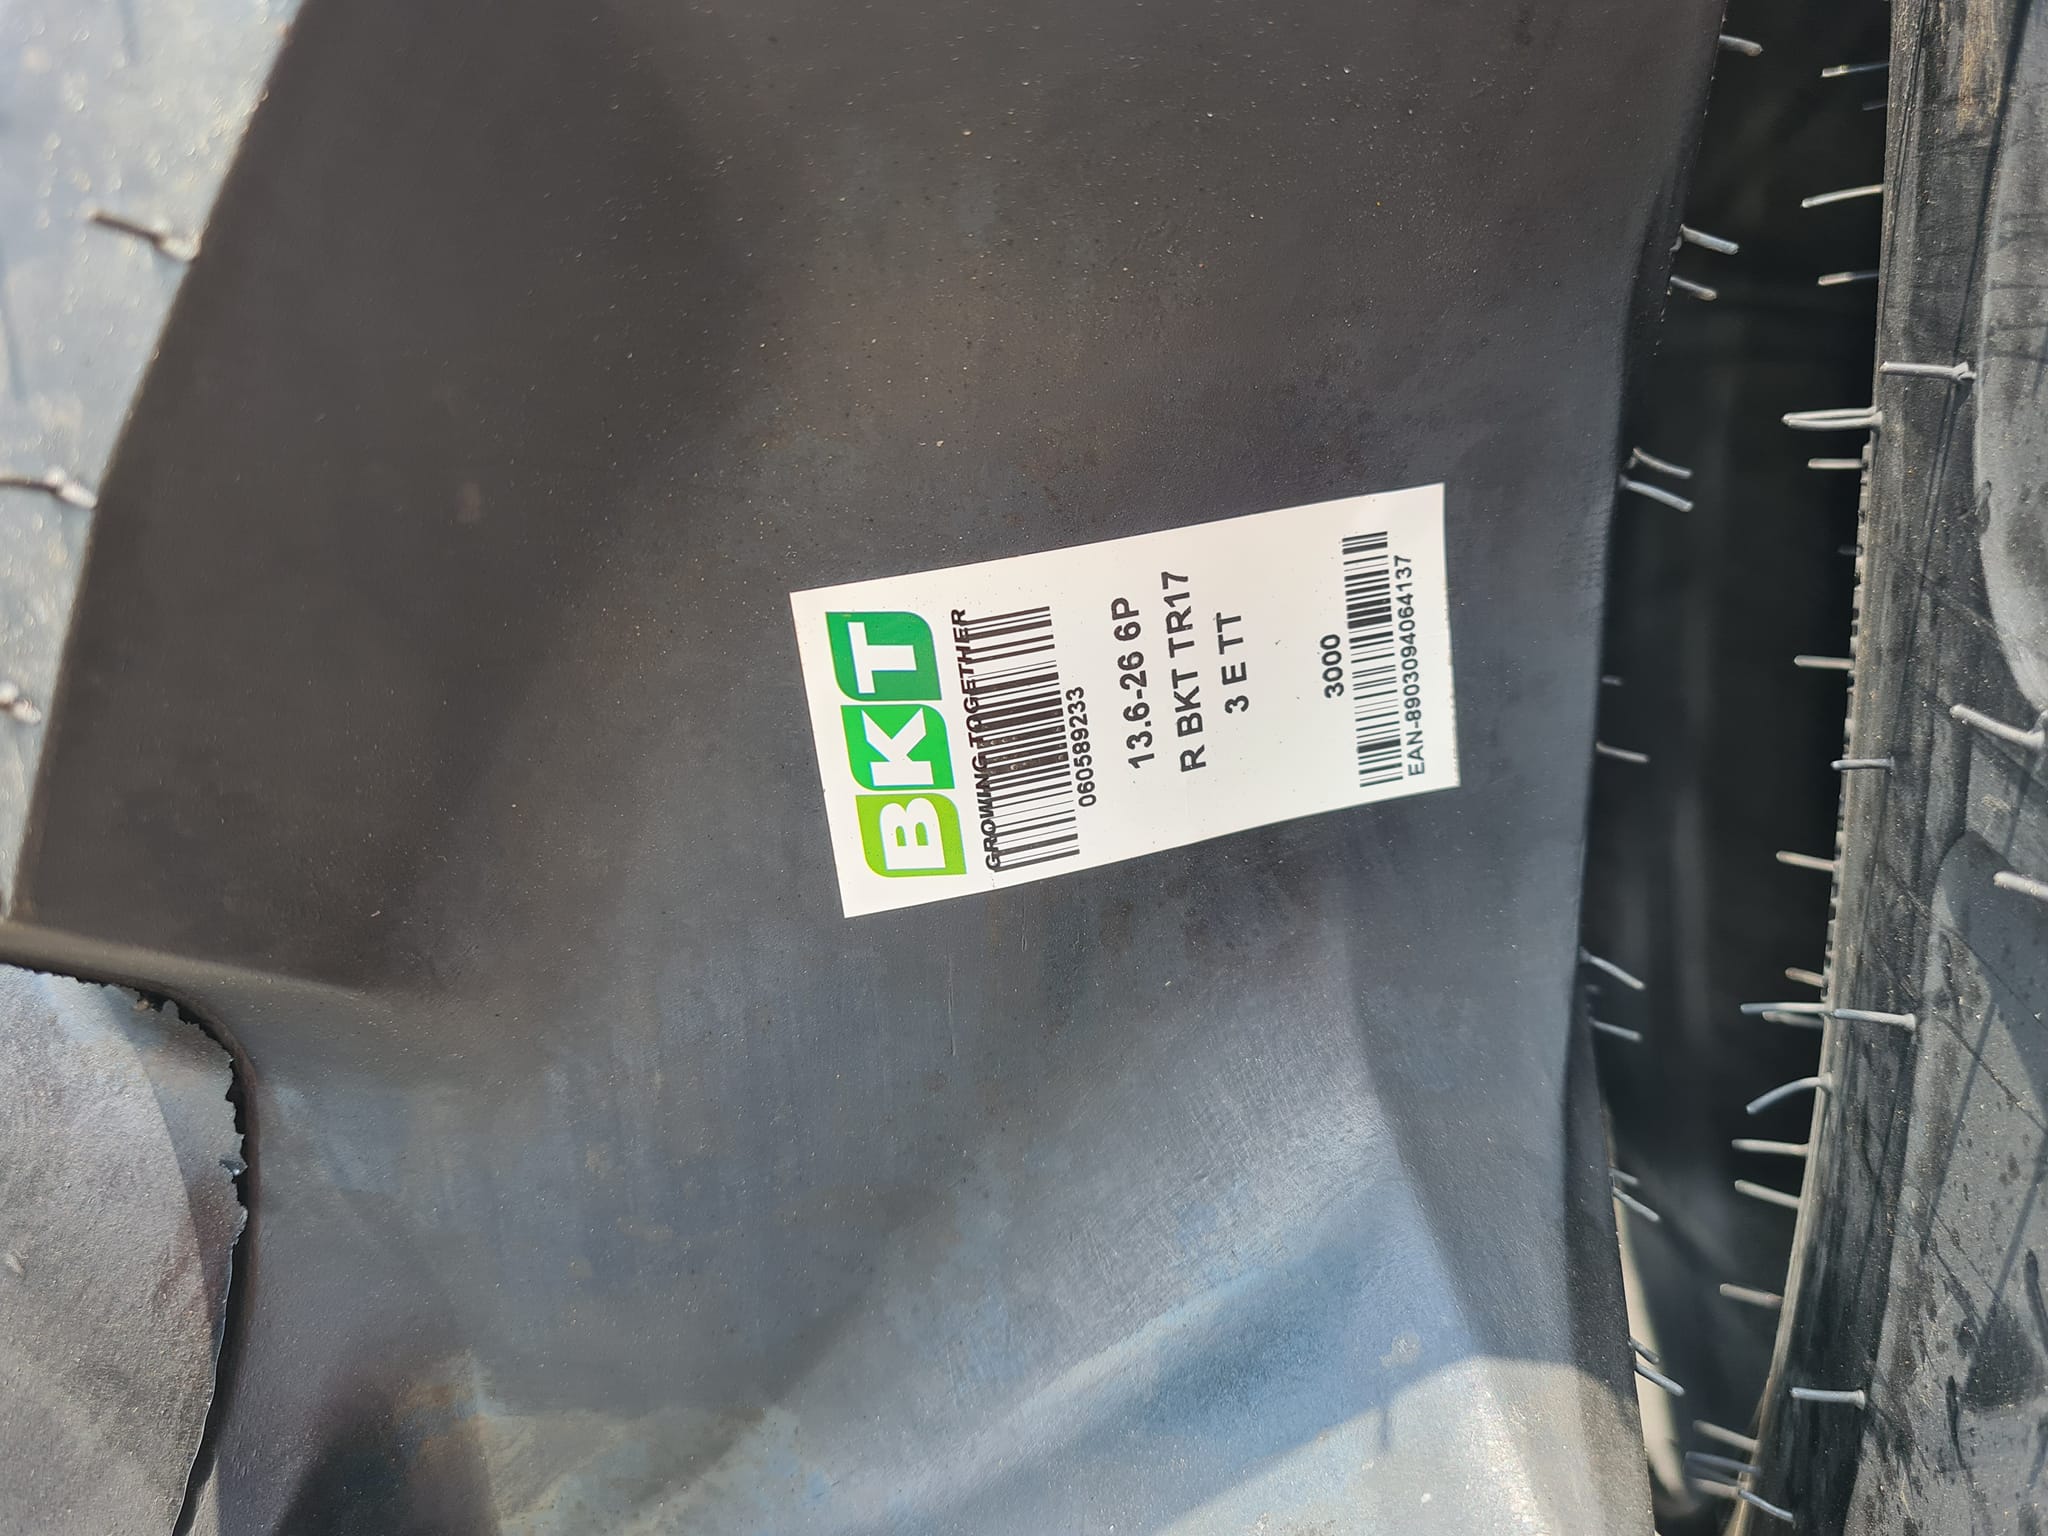 BKT
GROWING TOGETHER
060589233
13.6-26 6P
R BKT TR17
3 E TT
3000
EAN-8903094064137